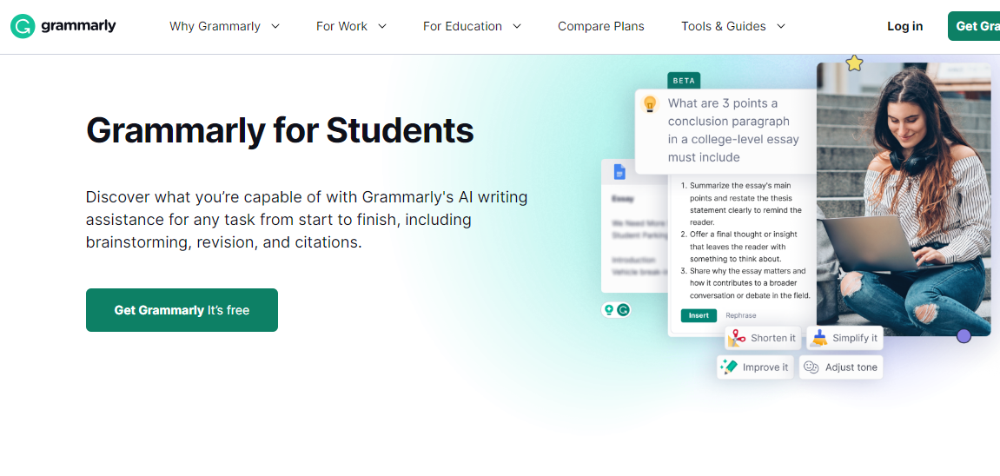 grammarly
Why Grammarly
For Work
For Education
Compare Plans
Tools & Guides
Log in
Get Gra
Grammarly for Students
Discover what you’re capable of with Grammarly's AI writing
assistance for any task from start to finish, including
brainstorming, revision, and citations.
Get Grammarly It’s free
BETA
What are 3 points a
conclusion paragraph
in a college-level essay
must include
Essay
We Need More
Student Parking
Introduction
Vehicle break-i
1. Summarize the essay's main
points and restate the thesis
statement clearly to remind the
reader.
2. Offer a final thought or insight
that leaves the reader with
something to think about.
3. Share why the essay matters and
how it contributes to a broader
conversation or debate in the field.
Insert
Rephrase
Shorten it
Simplify it
Improve it
Adjust tone